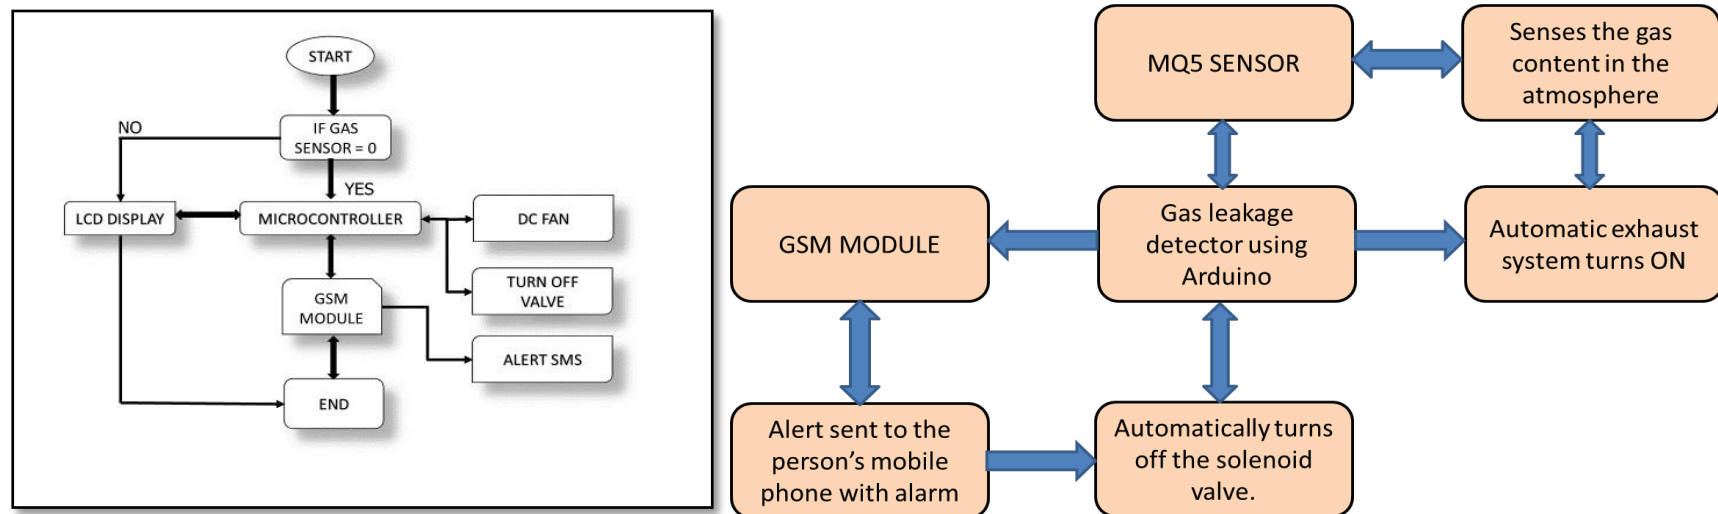 START
IF GAS
SENSOR = 0
NO
YES
LCD DISPLAY
MICROCONTROLLER
DC FAN
TURN OFF
VALVE
GSM
MODULE
ALERT SMS
END
MQ5 SENSOR
Senses the gas
content in the
atmosphere
GSM MODULE
Gas leakage
detector using
Arduino
Automatic exhaust
system turns ON
Alert sent to the
person’s mobile
phone with alarm
Automatically turns
off the solenoid
valve.